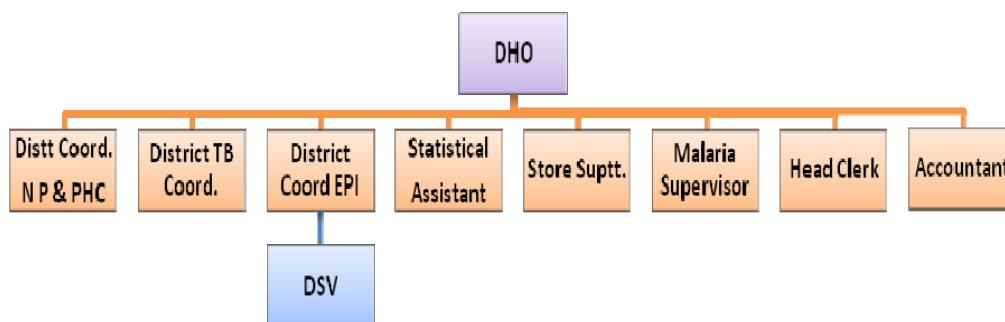 DHO
Distt Coord.
N P & PHC
District TB
Coord.
District
Coord EPI
Statistical
Assistant
Store Suptt.
Malaria
Supervisor
Head Clerk
Accountant
DSV